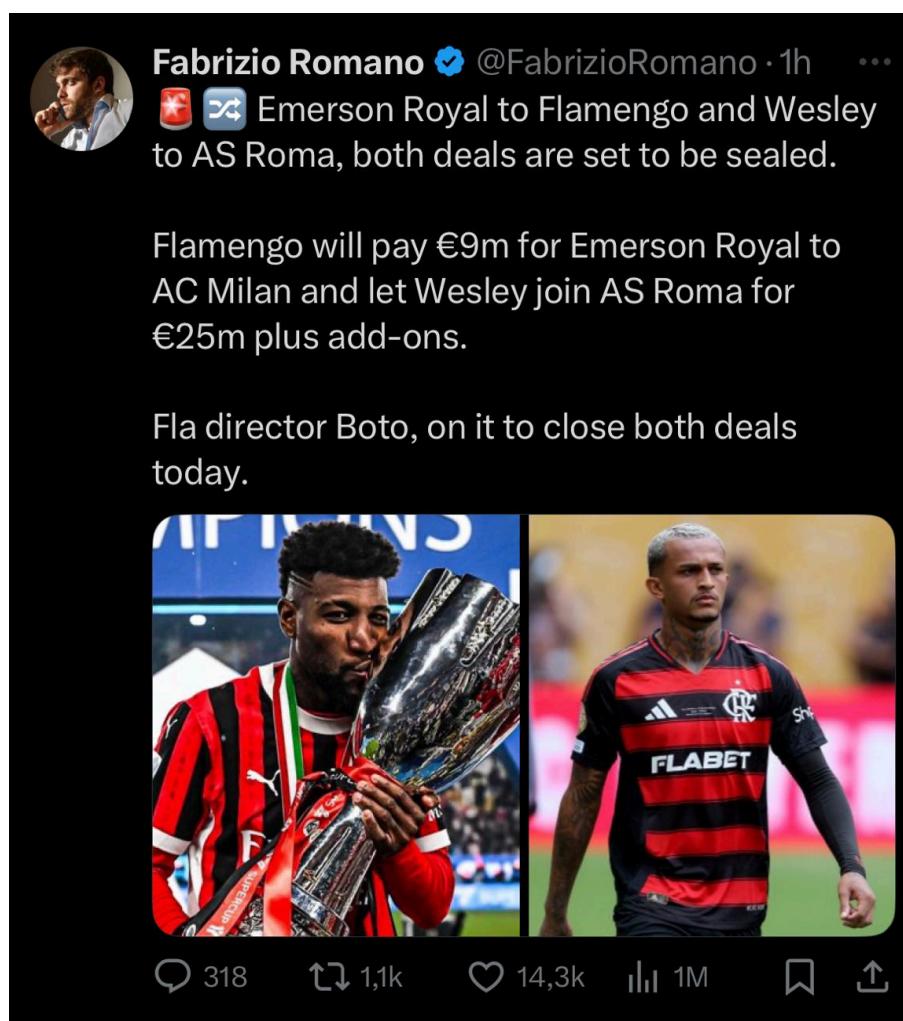 Fabrizio Romano @FabrizioRomano · 1h
🚨 🔀 Emerson Royal to Flamengo and Wesley
to AS Roma, both deals are set to be sealed.
Flamengo will pay €9m for Emerson Royal to
AC Milan and let Wesley join AS Roma for
€25m plus add-ons.
Fla director Boto, on it to close both deals
today.
SUPERCUP
FLABET
318 1,1k 14,3k 1M